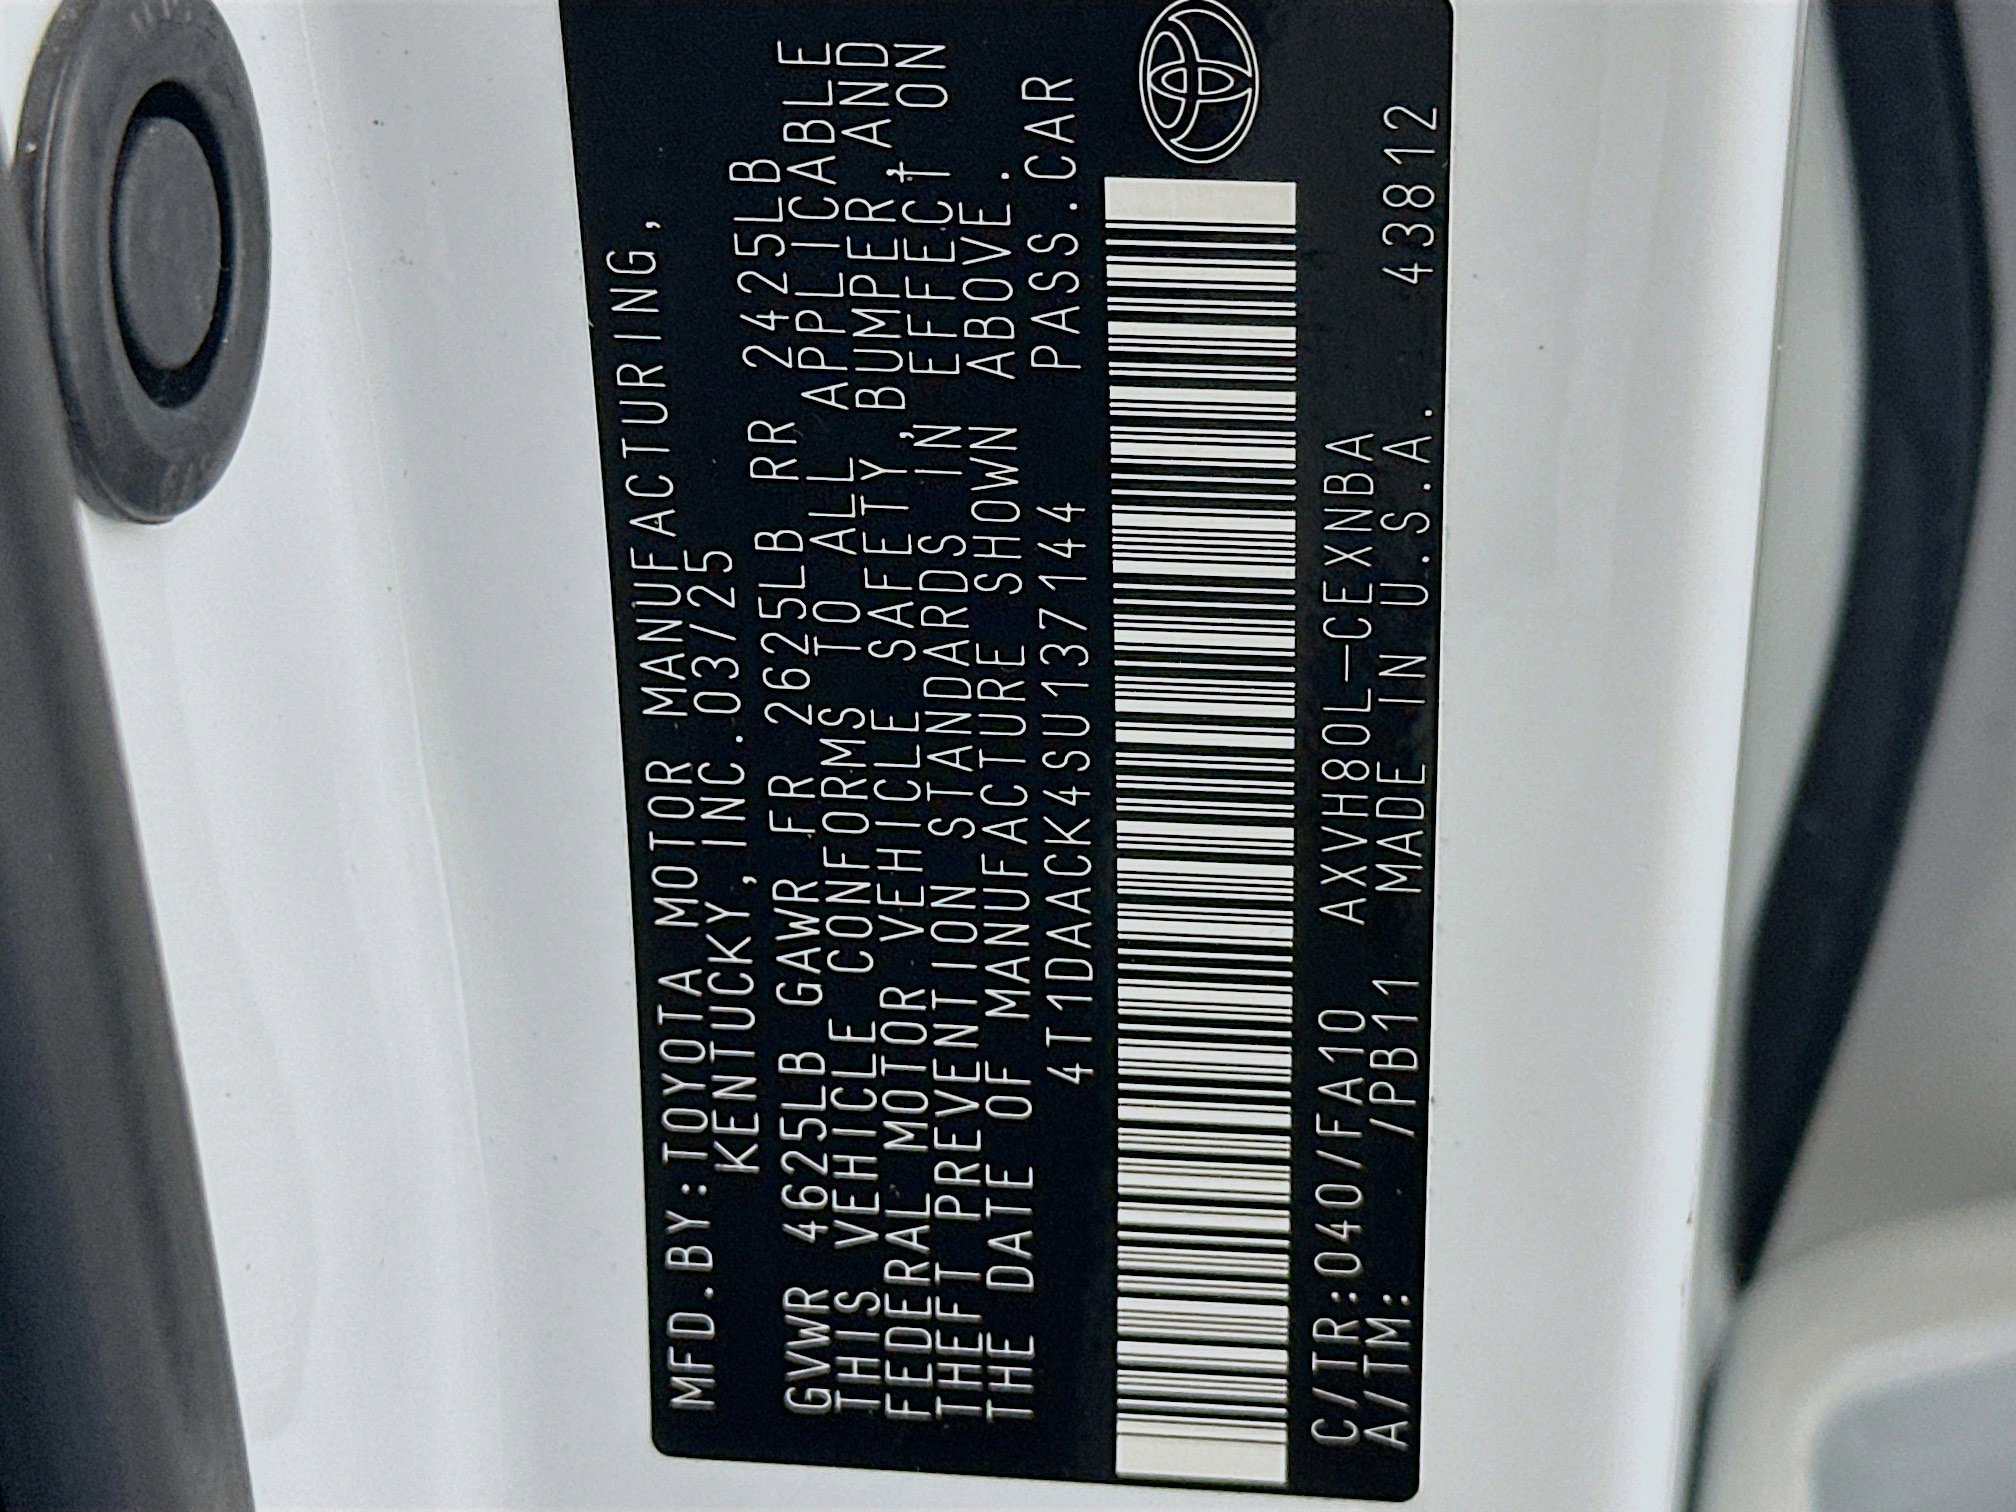 MFD.BY:TOYOTA MOTOR MANUFACTURING,
KENTUCKY, INC.03/25
GVWR 4625LB GAWR FR 2625LB RR 2425LB
THIS VEHICLE CONFORMS TO ALL APPLICABLE
FEDERAL MOTOR VEHICLE SAFETY, BUMPER, AND
THEFT PREVENTION STANDARDS IN EFFECT ON
THE DATE OF MANUFACTURE SHOWN ABOVE.
4T1DAACK4SU137144 PASS.CAR
C/TR:040/FA10 AXVH80L-CEXNBA
A/TM: /PB11 MADE IN U.S.A. 43812